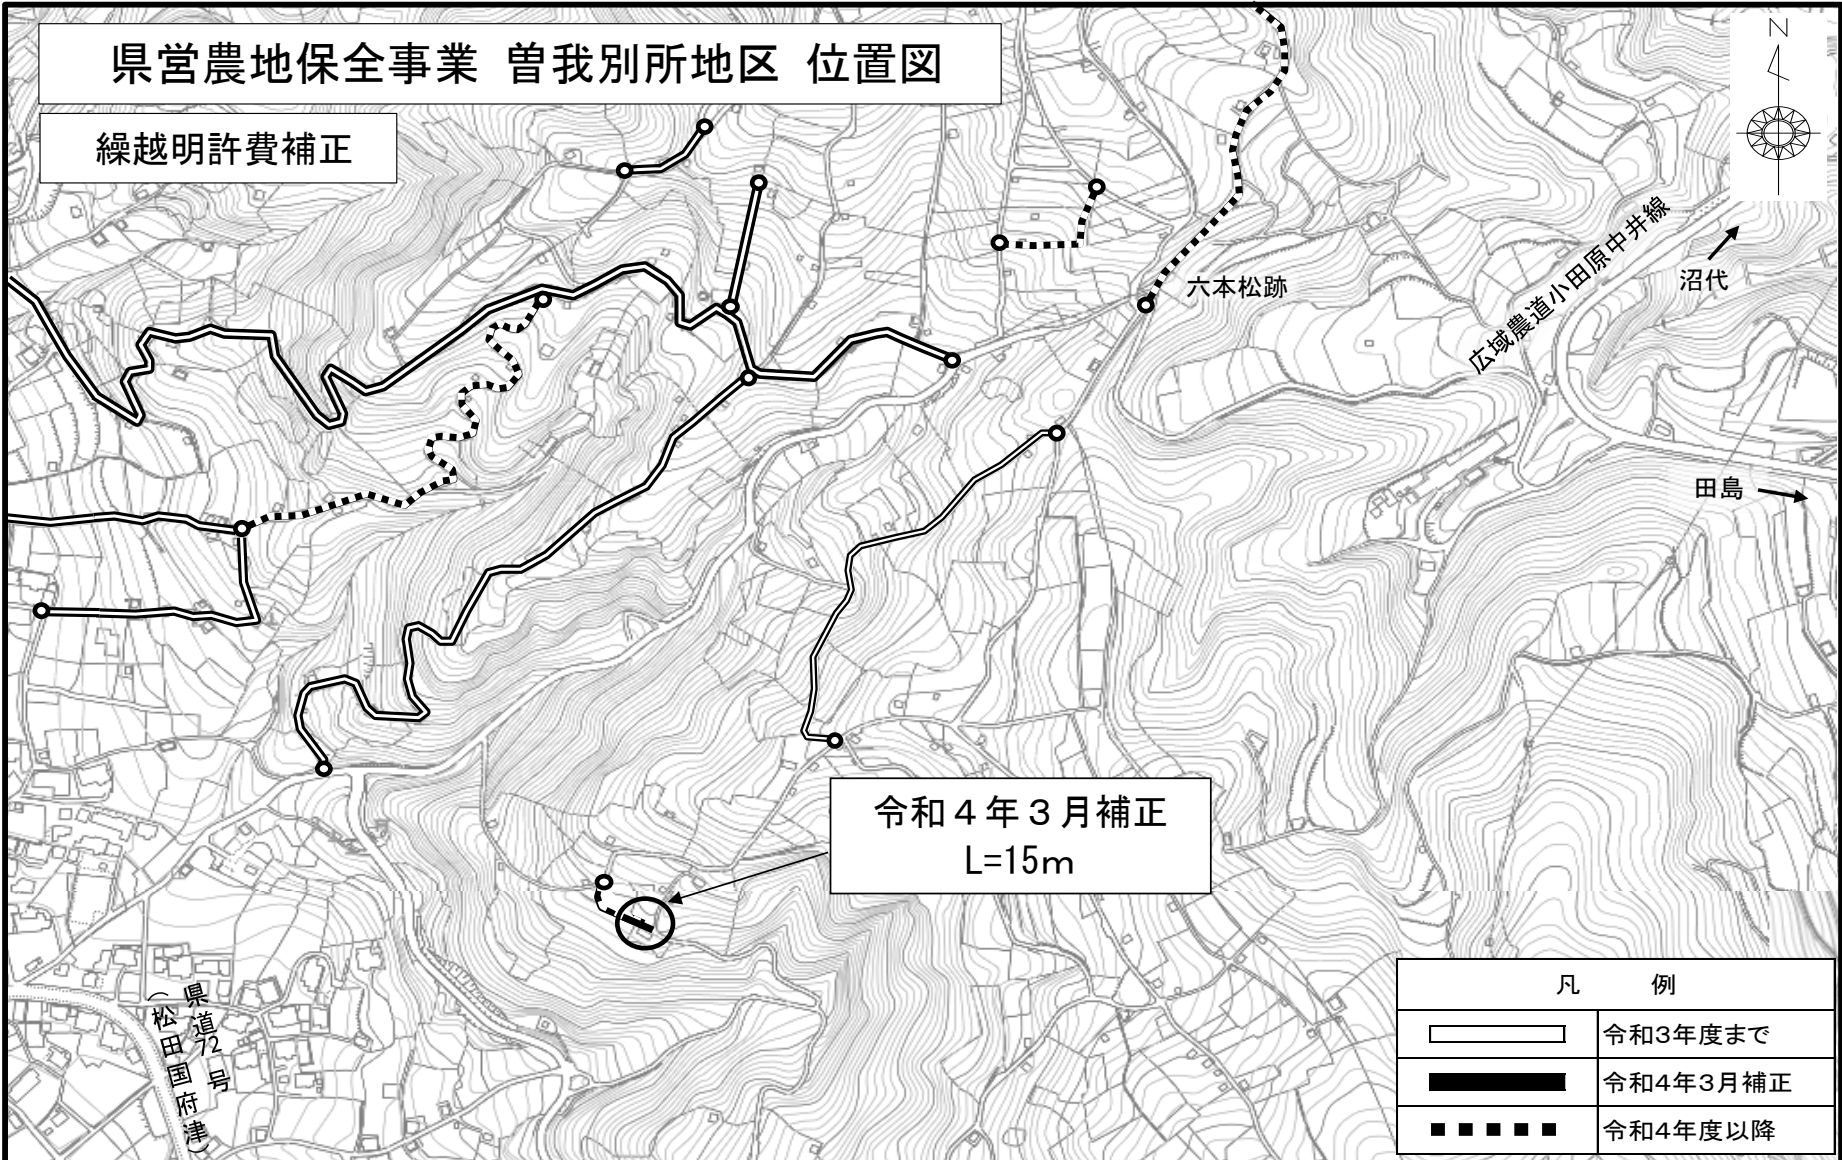 県営農地保全事業 曽我別所地区 位置図
繰越明許費補正
N
六本松跡
広域農道小田原中井線
沼代
田島
令和４年３月補正
L=15m
県道72号
（松田国府津）
凡 例
令和3年度まで
令和4年3月補正
令和4年度以降